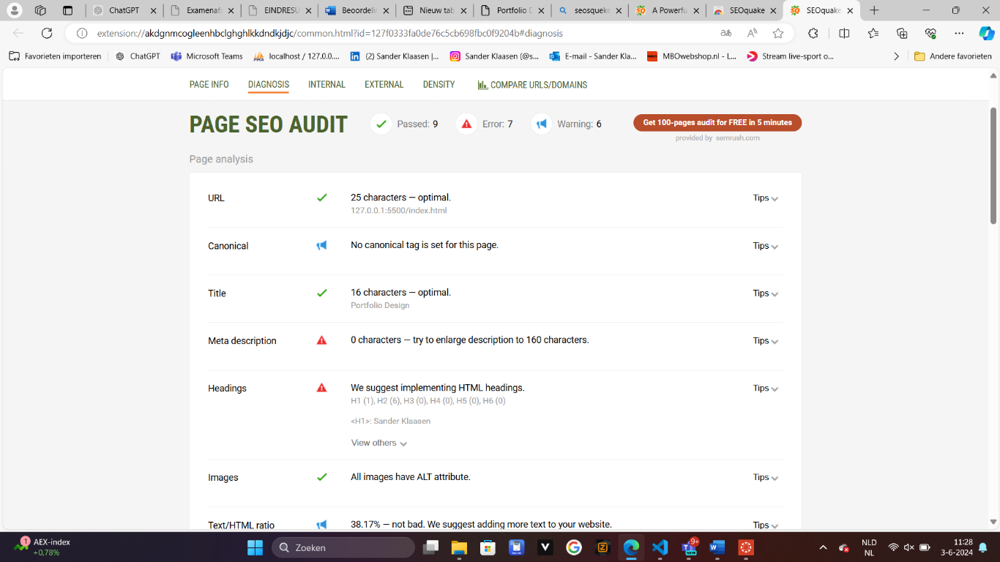 ChatGPT
Examenafs
EINDRESU
Beoordelin
Nieuw tab
Portfolio D
seosqueke
A Powerfu
SEOquake
SEOquake
extension://akdgnmcogleenhbclghghlkkdndkjdjc/common.html?id=127f0333fa0de76c5cb698fbc0f9204b#diagnosis
Favorieten importeren
ChatGPT
Microsoft Teams
localhost / 127.0.0....
(2) Sander Klaasen |...
Sander Klaasen (@s...
E-mail - Sander Kla...
MBOwebshop.nl - L...
Stream live-sport o...
Andere favorieten
PAGE INFO
DIAGNOSIS
INTERNAL
EXTERNAL
DENSITY
COMPARE URLS/DOMAINS
PAGE SEO AUDIT
Passed: 9
Error: 7
Warning: 6
Get 100-pages audit for FREE in 5 minutes
provided by semrush.com
Page analysis
URL
25 characters — optimal.
Tips
127.0.0.1:5500/index.html
Canonical
No canonical tag is set for this page.
Tips
Title
16 characters — optimal.
Tips
Portfolio Design
Meta description
0 characters — try to enlarge description to 160 characters.
Tips
Headings
We suggest implementing HTML headings.
Tips
H1 (1), H2 (6), H3 (0), H4 (0), H5 (0), H6 (0)
<H1>: Sander Klaasen
View others
Images
All images have ALT attribute.
Tips
Text/HTML ratio
38.17% — not bad. We suggest adding more text to your website.
Tips
1
AEX-index
+0,78%
Zoeken
9+
NEW
NLD
NL
11:28
3-6-2024